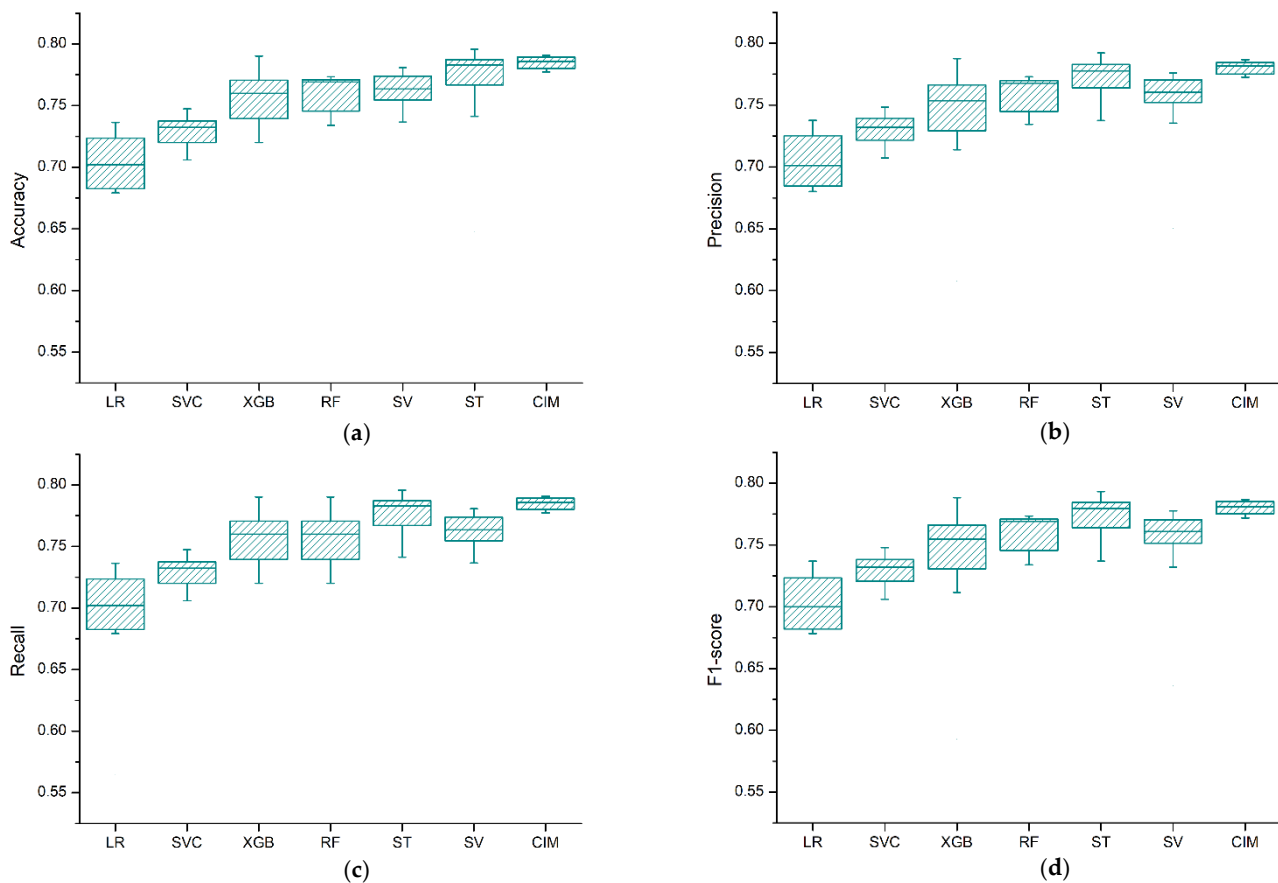 Accuracy
0.80
0.75
0.70
0.65
0.60
0.55
LR SVC XGB RF SV ST CIM
(a)
Precision
0.80
0.75
0.70
0.65
0.60
0.55
LR SVC XGB RF ST SV CIM
(b)
Recall
0.80
0.75
0.70
0.65
0.60
0.55
LR SVC XGB RF ST SV CIM
(c)
F1-score
0.80
0.75
0.70
0.65
0.60
0.55
LR SVC XGB RF ST SV CIM
(d)